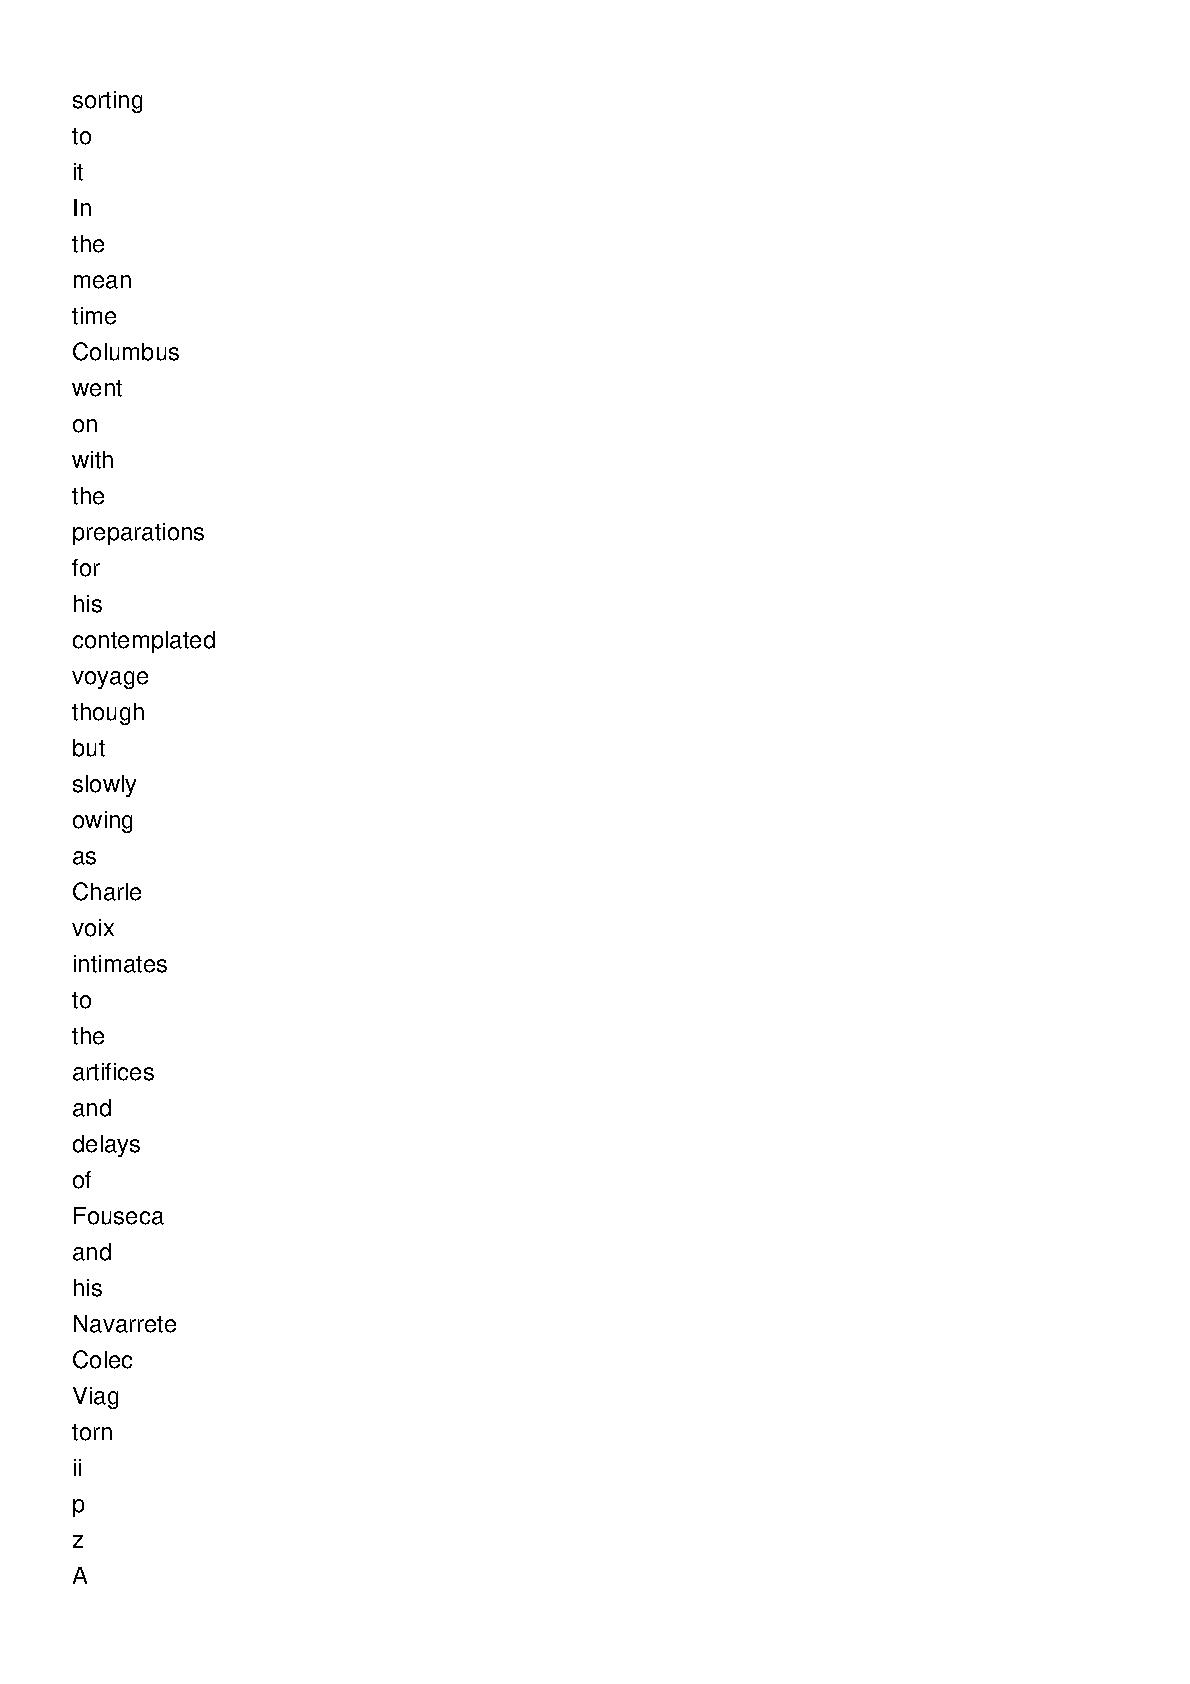 sorting
to
it
In
the
mean
time
Columbus
went
on
with
the
preparations
for
his
contemplated
voyage
though
but
slowly
owing
as
Charle
voix
intimates
to
the
artifices
and
delays
of
Fouseca
and
his
Navarrete
Colec
Viag
torn
ii
p
z
A